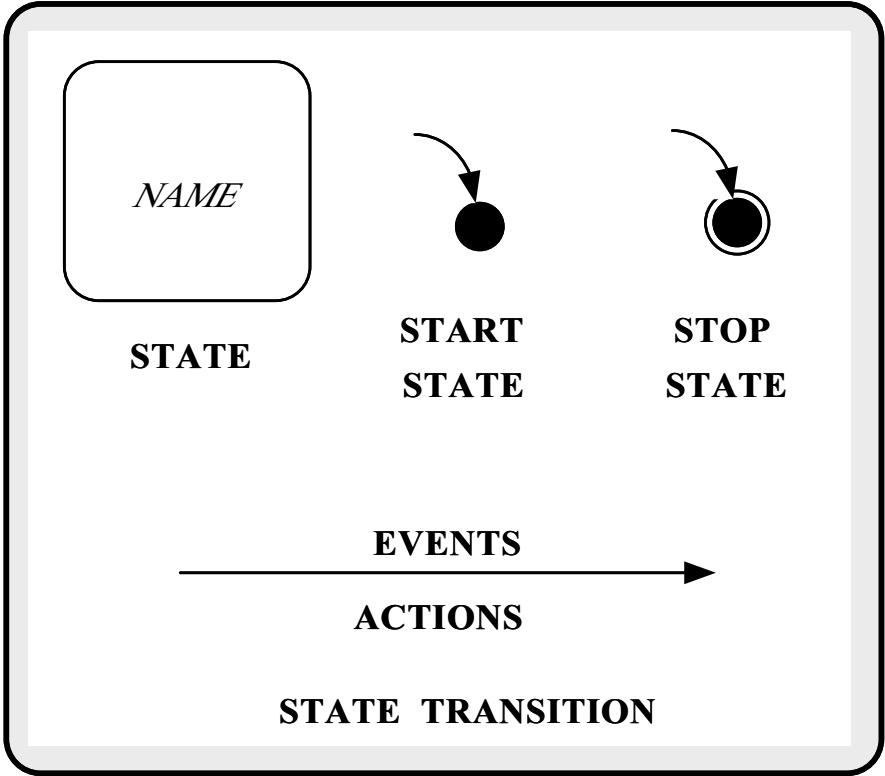 NAME
STATE
START
STATE
STOP
STATE
EVENTS
ACTIONS
STATE TRANSITION